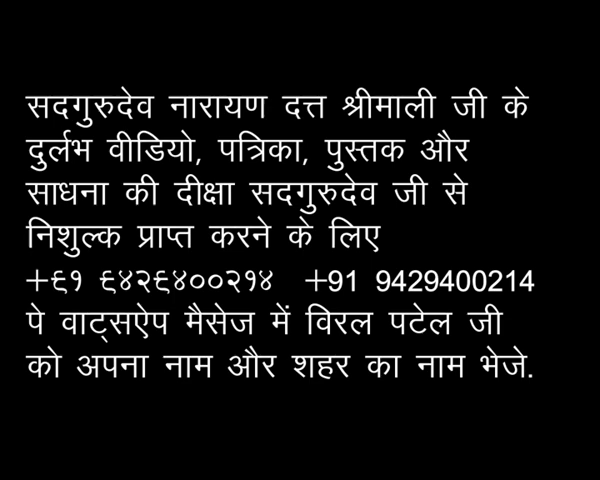 सदगुरुदेव नारायण दत्त श्रीमाली जी के
दुर्लभ वीडियो, पत्रिका, पुस्तक और
साधना की दीक्षा सदगुरुदेव जी से
निशुल्क प्राप्त करने के लिए
+९१ ९४२९४००२१४ +91 9429400214
पे वाट्सऐप मैसेज में विरल पटेल जी
को अपना नाम और शहर का नाम भेजे.